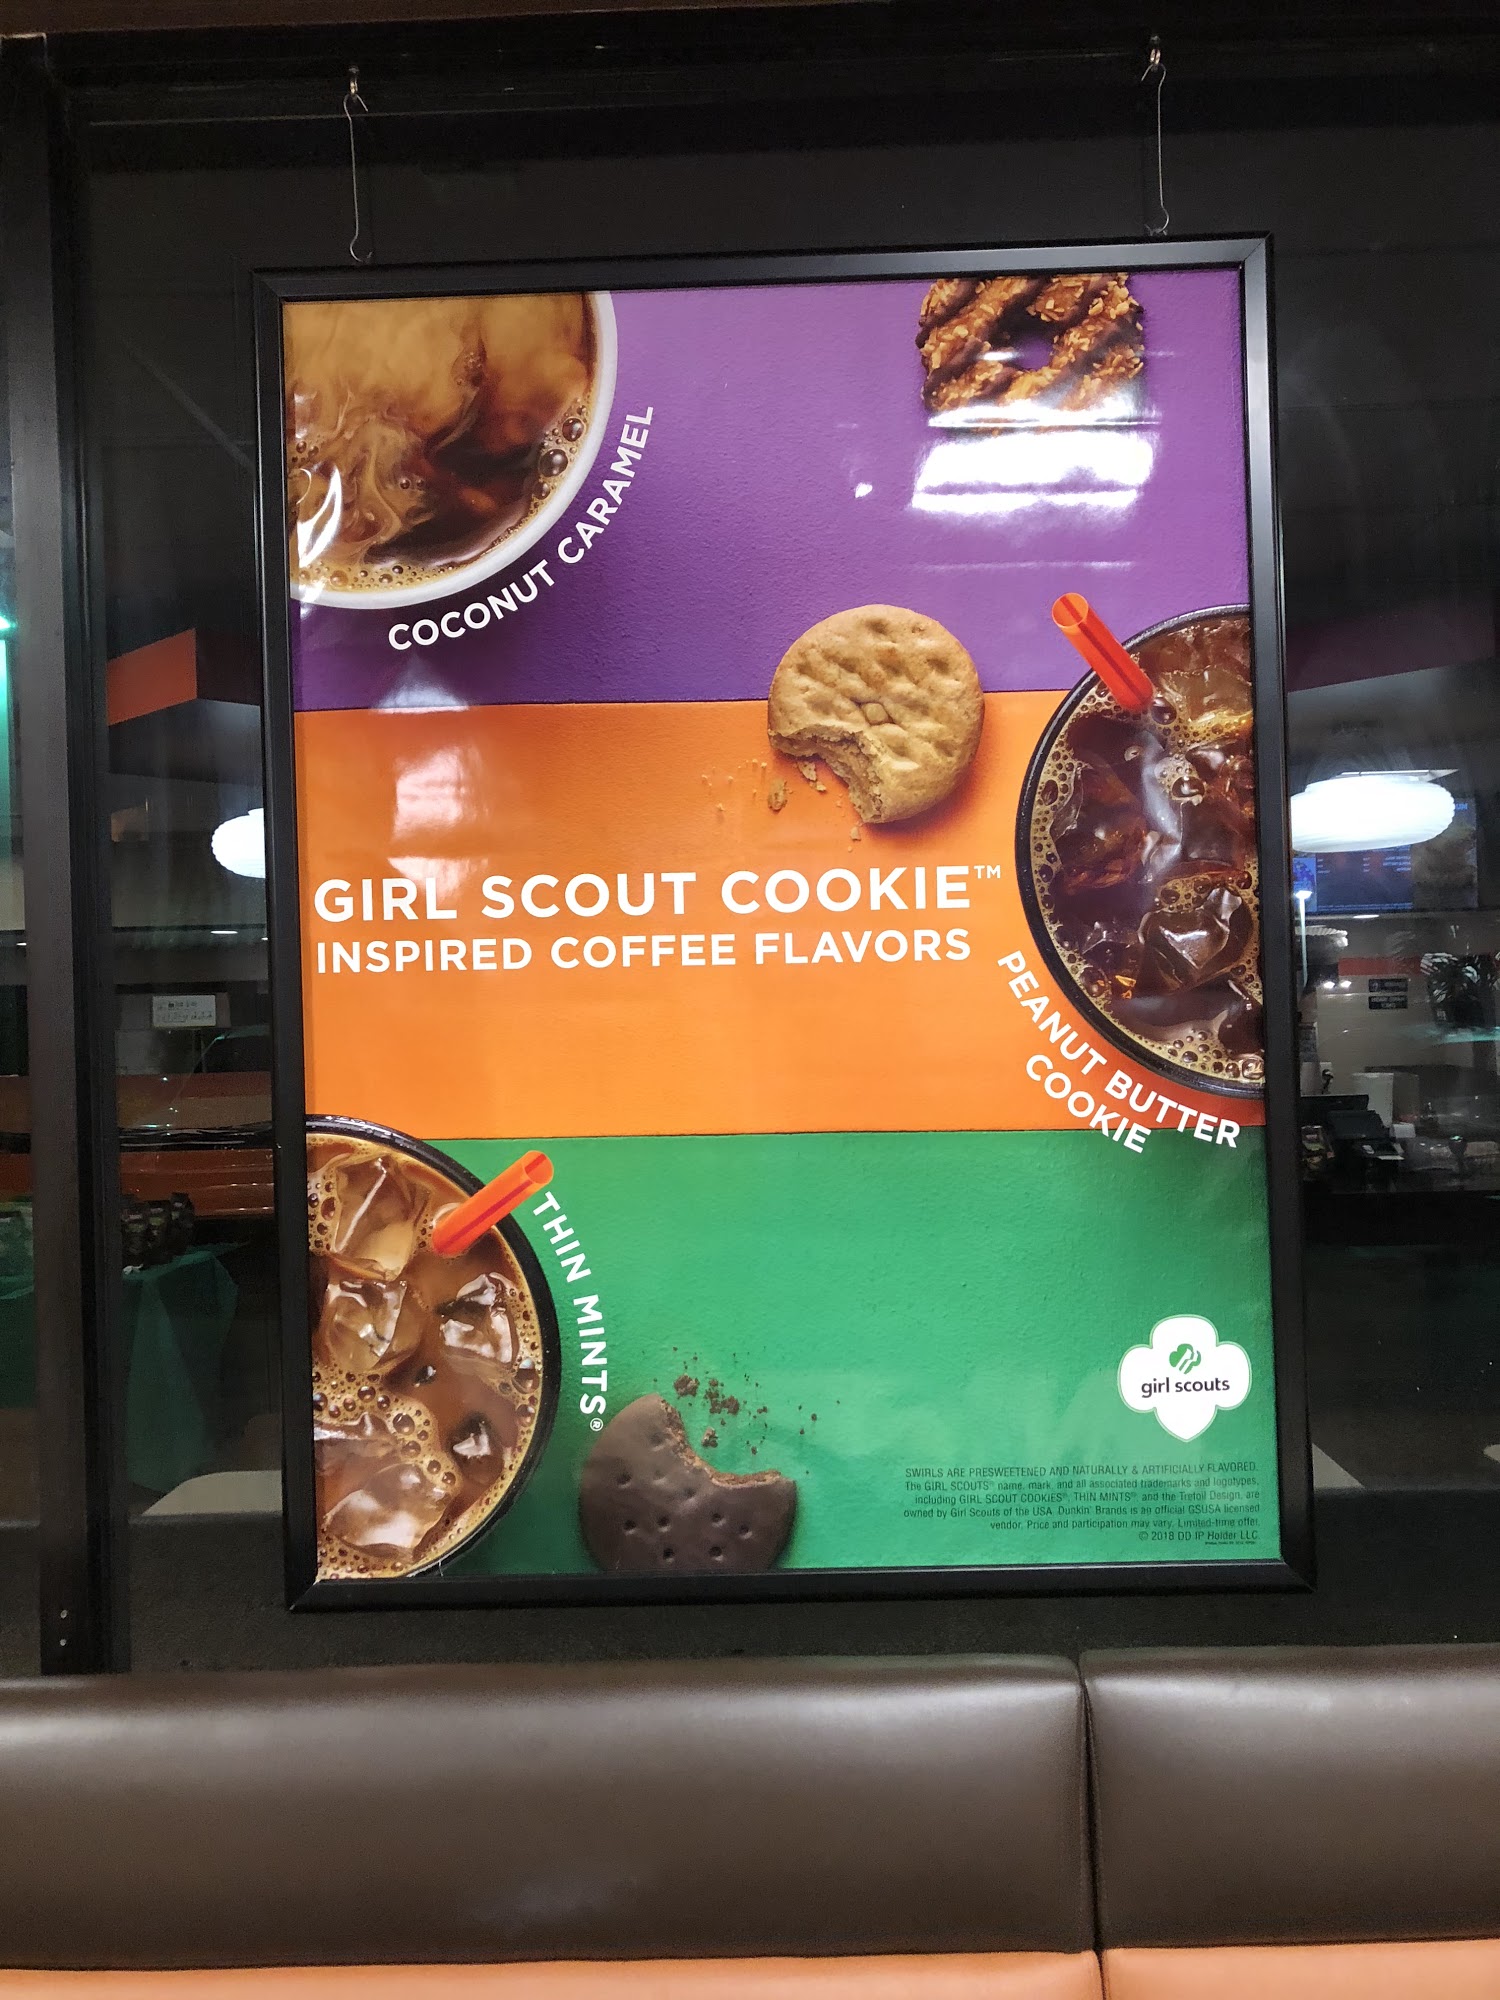 COCONUT CARAMEL
GIRL SCOUT COOKIE™
INSPIRED COFFEE FLAVORS
PEANUT BUTTER
COOKIE
THIN MINTS®
girl scouts
SWIRLS ARE PRESWEETENED AND NATURALLY & ARTIFICIALLY FLAVORED.
The GIRL SCOUTS® name, mark, and all associated trademarks and logotypes,
including GIRL SCOUT COOKIES®, THIN MINTS® and the Trefoil Design, are
owned by Girl Scouts of the USA. Dunkin' Brands is an official GSUSA licensed
vendor. Price and participation may vary. Limited-time offer.
© 2018 DD IP Holder LLC.